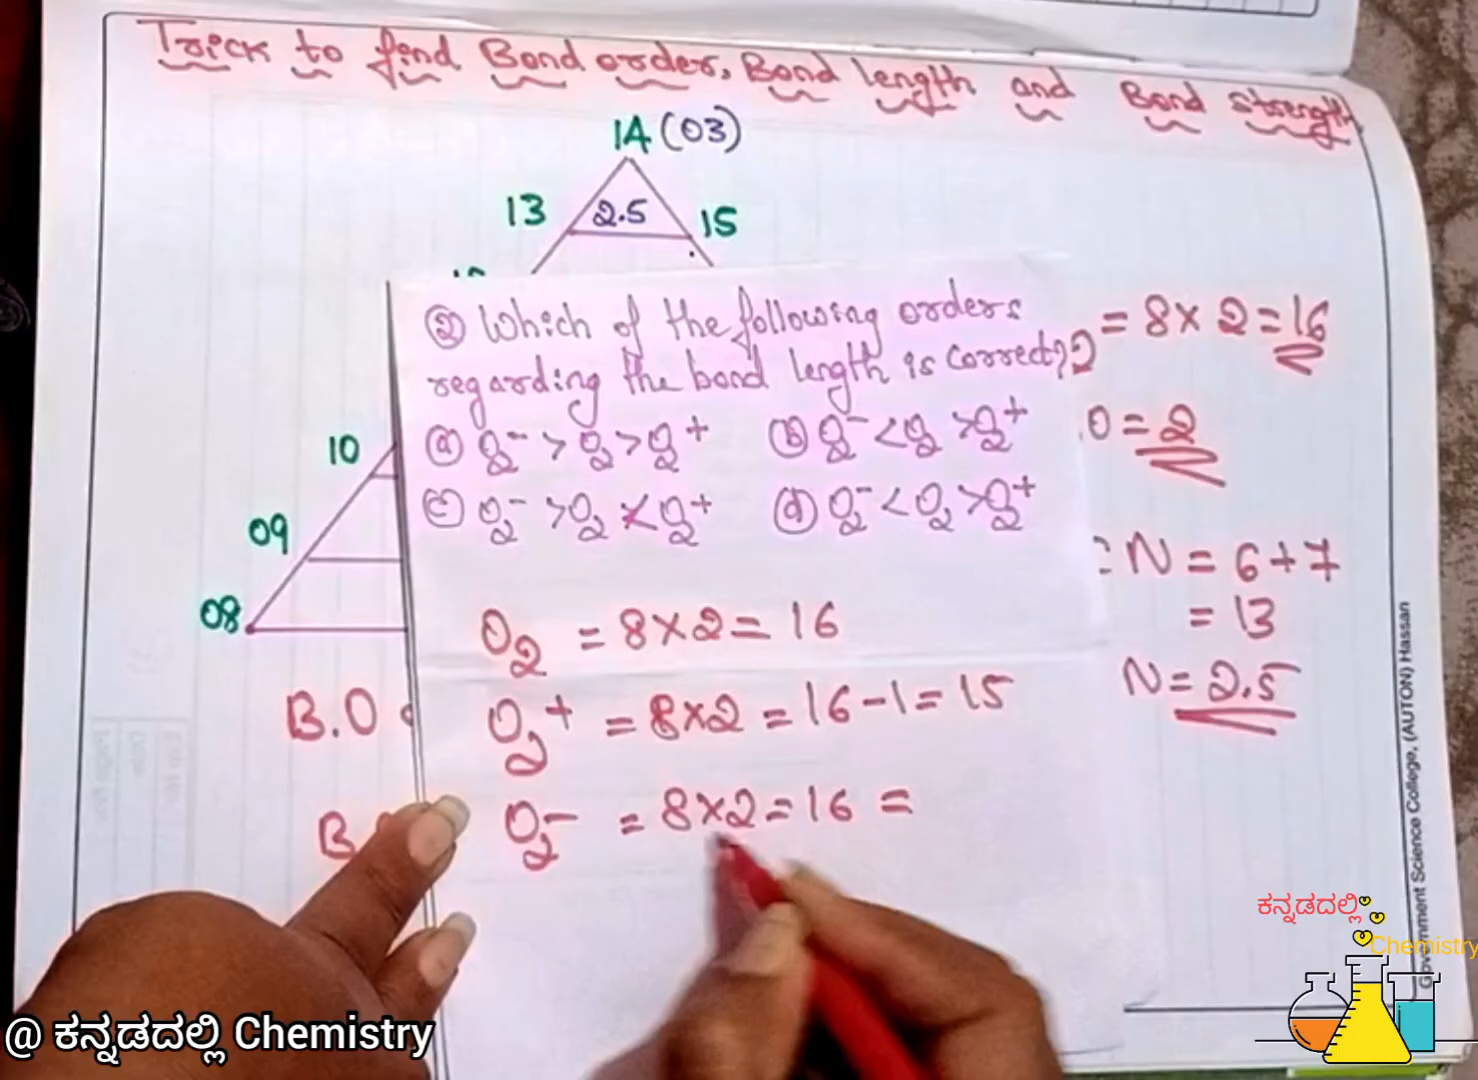 Trick to find Bond order, Bond length and Bond strength
14 (03)
13
2.5
15
10
09
08
② Which of the following orders
regarding the bond length is correct??
ⓐ O₂⁻ > O₂ > O₂⁺
ⓑ O₂⁻ < O₂ > O₂⁺
ⓒ O₂⁻ > O₂ < O₂⁺
ⓓ O₂⁻ < O₂ > O₂⁺
O₂ = 8×2 = 16
O₂⁺ = 8×2 = 16-1 = 15
O₂⁻ = 8×2 = 16 =
B.O
B
= 8 × 2 = 16
.O = 2
N = 6 + 7
= 13
N = 2.5
Government Science College, (AUTON) Hassan
ಕನ್ನಡದಲ್ಲಿ
Chemistry
@ ಕನ್ನಡದಲ್ಲಿ Chemistry